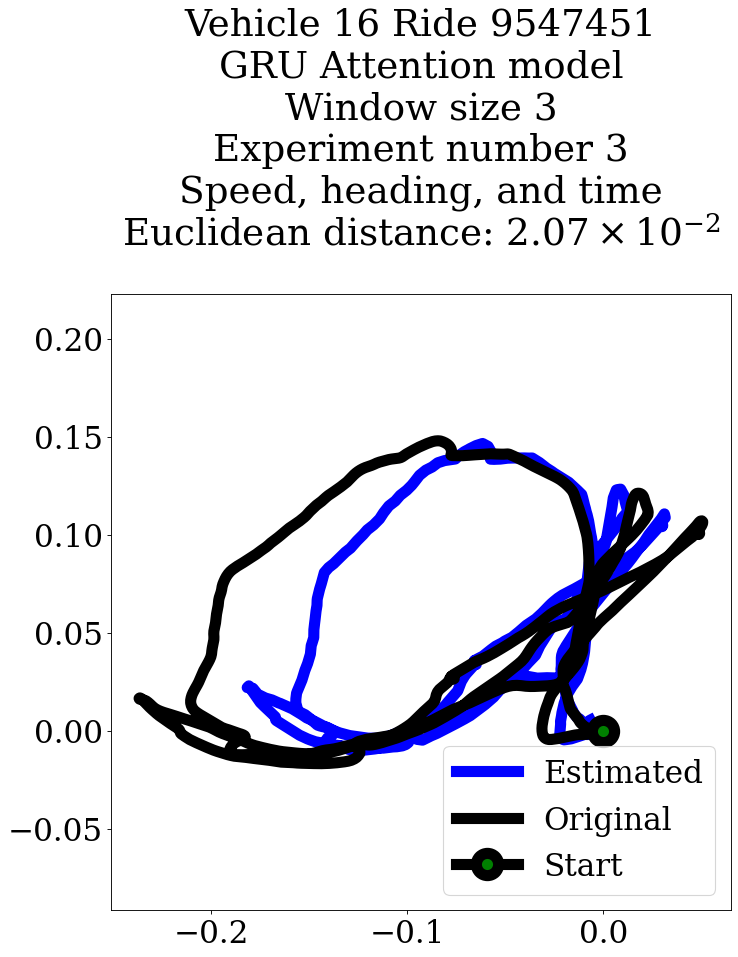 Vehicle 16 Ride 9547451
GRU Attention model
Window size 3
Experiment number 3
Speed, heading, and time
Euclidean distance: 2.07 × 10⁻²
0.20
0.15
0.10
0.05
0.00
−0.05
Estimated
Original
Start
−0.2
−0.1
0.0